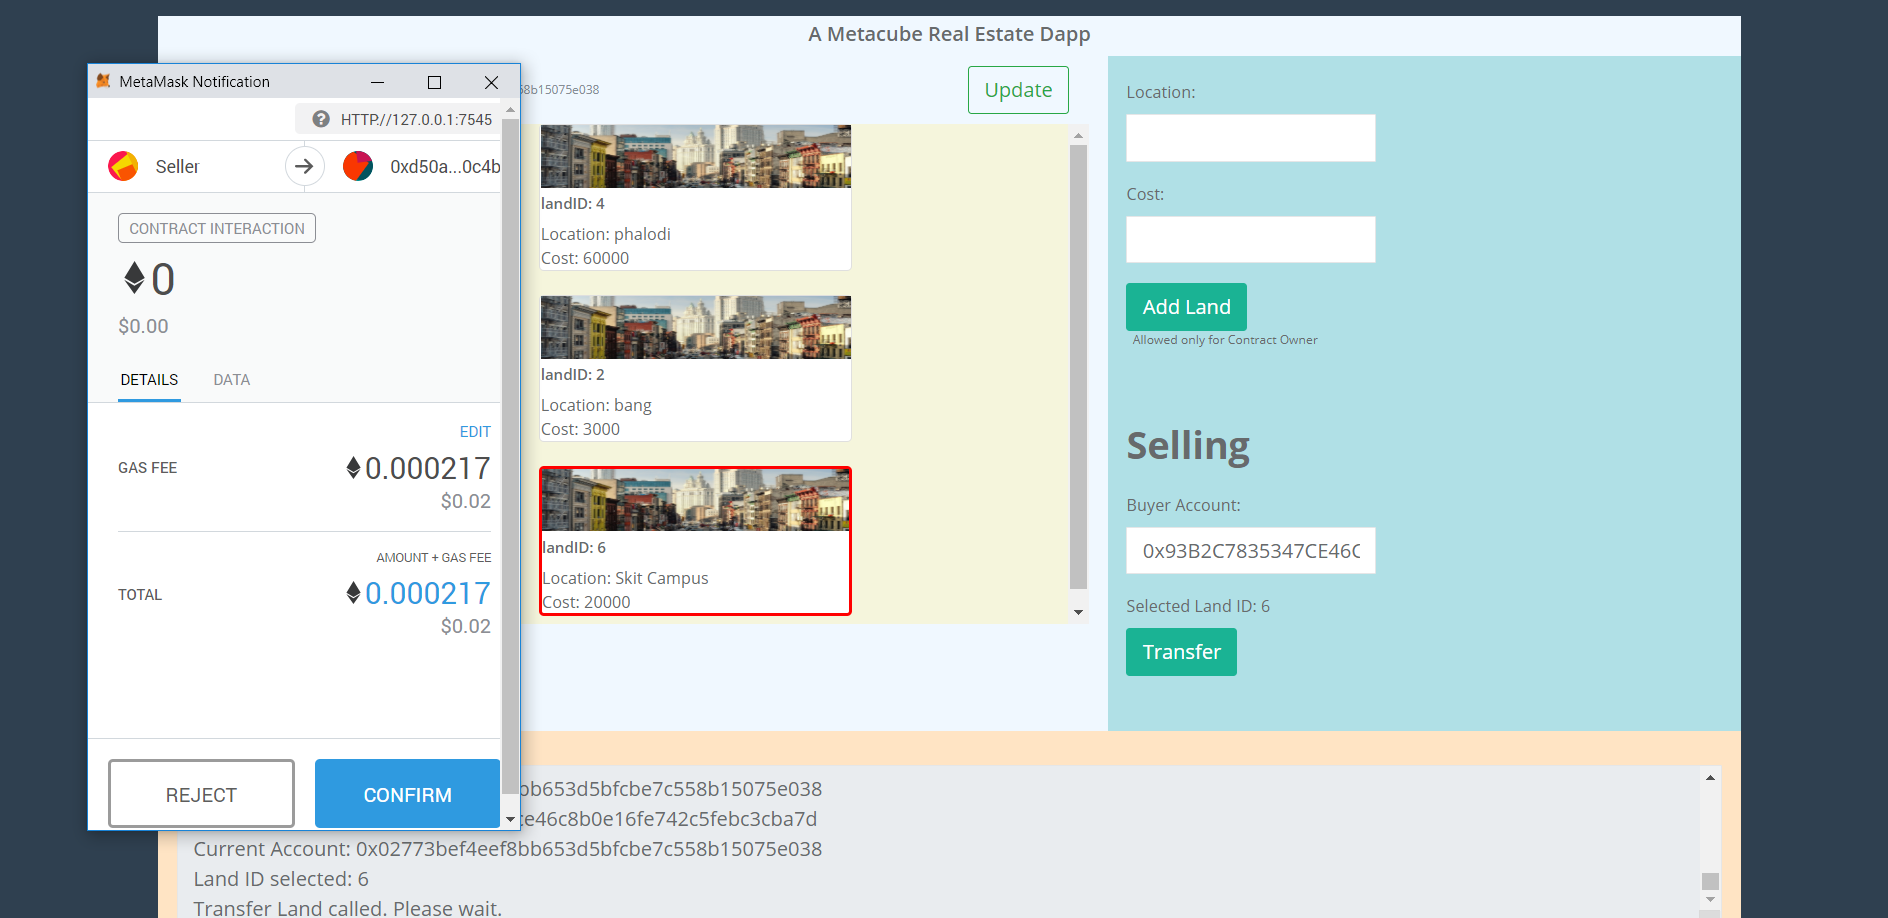 A Metacube Real Estate Dapp
MetaMask Notification
HTTP://127.0.0.1:7545
Seller
0xd50a...0c4b
CONTRACT INTERACTION
0
$0.00
DETAILS DATA
EDIT
GAS FEE 0.000217
$0.02
AMOUNT + GAS FEE
TOTAL 0.000217
$0.02
REJECT CONFIRM
58b15075e038
Update
landID: 4
Location: phalodi
Cost: 60000
landID: 2
Location: bang
Cost: 3000
landID: 6
Location: Skit Campus
Cost: 20000
Location:
Cost:
Add Land
Allowed only for Contract Owner
Selling
Buyer Account:
0x93B2C7835347CE46C
Selected Land ID: 6
Transfer
bb653d5bfcbe7c558b15075e038
ce46c8b0e16fe742c5febc3cba7d
Current Account: 0x02773bef4eef8bb653d5bfcbe7c558b15075e038
Land ID selected: 6
Transfer Land called. Please wait.